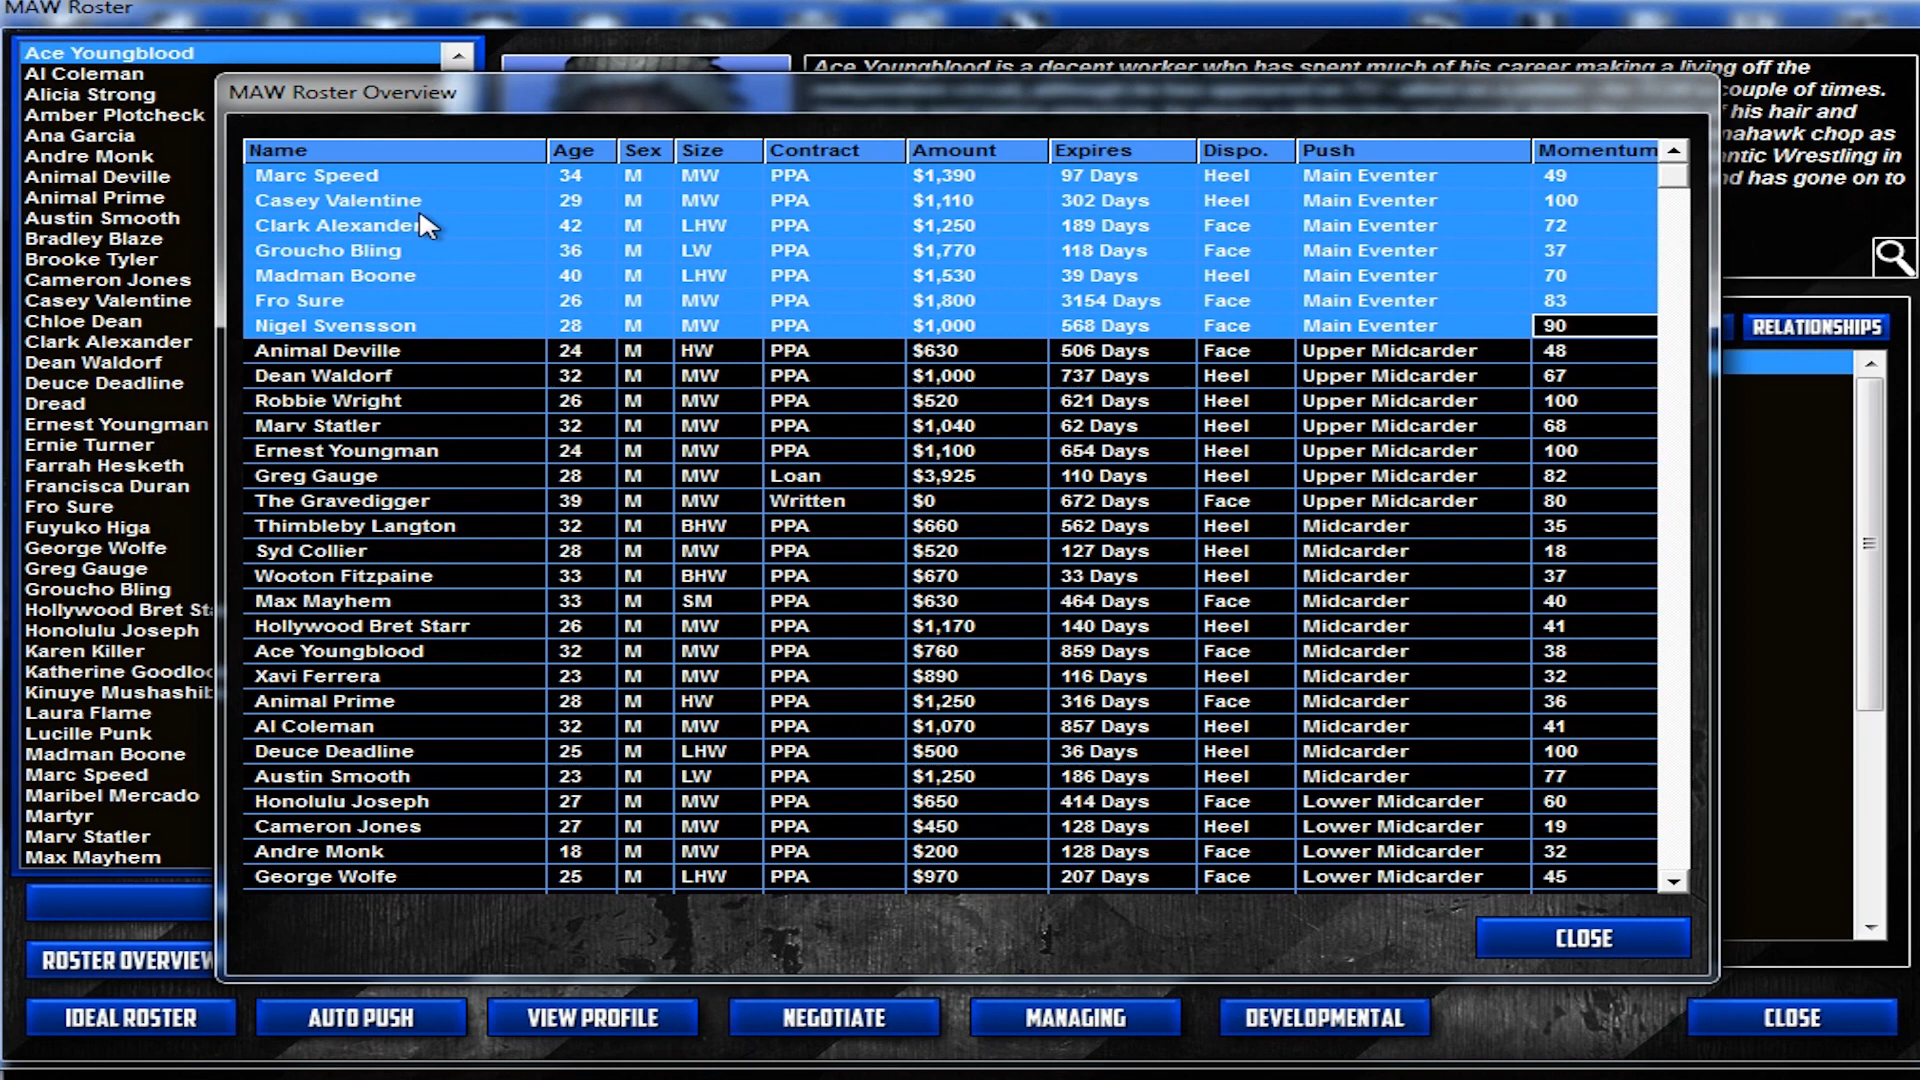 MAW Roster
Ace Youngblood
Al Coleman
Alicia Strong
Amber Plotcheck
Ana Garcia
Andre Monk
Animal Deville
Animal Prime
Austin Smooth
Bradley Blaze
Brooke Tyler
Cameron Jones
Casey Valentine
Chloe Dean
Clark Alexander
Dean Waldorf
Deuce Deadline
Dread
Ernest Youngman
Ernie Turner
Farrah Hesketh
Francisca Duran
Fro Sure
Fuyuko Higa
George Wolfe
Greg Gauge
Groucho Bling
Hollywood Bret Sta
Honolulu Joseph
Karen Killer
Katherine Goodloc
Kinuye Mushashib
Laura Flame
Lucille Punk
Madman Boone
Marc Speed
Maribel Mercado
Martyr
Marv Statler
Max Mayhem
Ace Youngblood is a decent worker who has spent much of his career making a living off the
couple of times.
his hair and
mahawk chop as
ntic Wrestling in
d has gone on to
RELATIONSHIPS
MAW Roster Overview
Name Age Sex Size Contract Amount Expires Dispo. Push Momentum
Marc Speed 34 M MW PPA $1,390 97 Days Heel Main Eventer 49
Casey Valentine 29 M MW PPA $1,110 302 Days Heel Main Eventer 100
Clark Alexander 42 M LHW PPA $1,250 189 Days Face Main Eventer 72
Groucho Bling 36 M LW PPA $1,770 118 Days Face Main Eventer 37
Madman Boone 40 M LHW PPA $1,530 39 Days Heel Main Eventer 70
Fro Sure 26 M MW PPA $1,800 3154 Days Face Main Eventer 83
Nigel Svensson 28 M MW PPA $1,000 568 Days Face Main Eventer 90
Animal Deville 24 M HW PPA $630 506 Days Face Upper Midcarder 48
Dean Waldorf 32 M MW PPA $1,000 737 Days Heel Upper Midcarder 67
Robbie Wright 26 M MW PPA $520 621 Days Heel Upper Midcarder 100
Marv Statler 32 M MW PPA $1,040 62 Days Heel Upper Midcarder 68
Ernest Youngman 24 M MW PPA $1,100 654 Days Heel Upper Midcarder 100
Greg Gauge 28 M MW Loan $3,925 110 Days Heel Upper Midcarder 82
The Gravedigger 39 M MW Written $0 672 Days Face Upper Midcarder 80
Thimbleby Langton 32 M BHW PPA $660 562 Days Heel Midcarder 35
Syd Collier 28 M MW PPA $520 127 Days Heel Midcarder 18
Wooton Fitzpaine 33 M BHW PPA $670 33 Days Heel Midcarder 37
Max Mayhem 33 M SM PPA $630 464 Days Face Midcarder 40
Hollywood Bret Starr 26 M MW PPA $1,170 140 Days Heel Midcarder 41
Ace Youngblood 32 M MW PPA $760 859 Days Face Midcarder 38
Xavi Ferrera 23 M MW PPA $890 116 Days Heel Midcarder 32
Animal Prime 28 M HW PPA $1,250 316 Days Face Midcarder 36
Al Coleman 32 M MW PPA $1,070 857 Days Heel Midcarder 41
Deuce Deadline 25 M LHW PPA $500 36 Days Heel Midcarder 100
Austin Smooth 23 M LW PPA $1,250 186 Days Heel Midcarder 77
Honolulu Joseph 27 M MW PPA $650 414 Days Face Lower Midcarder 60
Cameron Jones 27 M MW PPA $450 128 Days Heel Lower Midcarder 19
Andre Monk 18 M MW PPA $200 128 Days Face Lower Midcarder 32
George Wolfe 25 M LHW PPA $970 207 Days Face Lower Midcarder 45
CLOSE
ROSTER OVERVIEW
IDEAL ROSTER AUTO PUSH VIEW PROFILE NEGOTIATE MANAGING DEVELOPMENTAL CLOSE